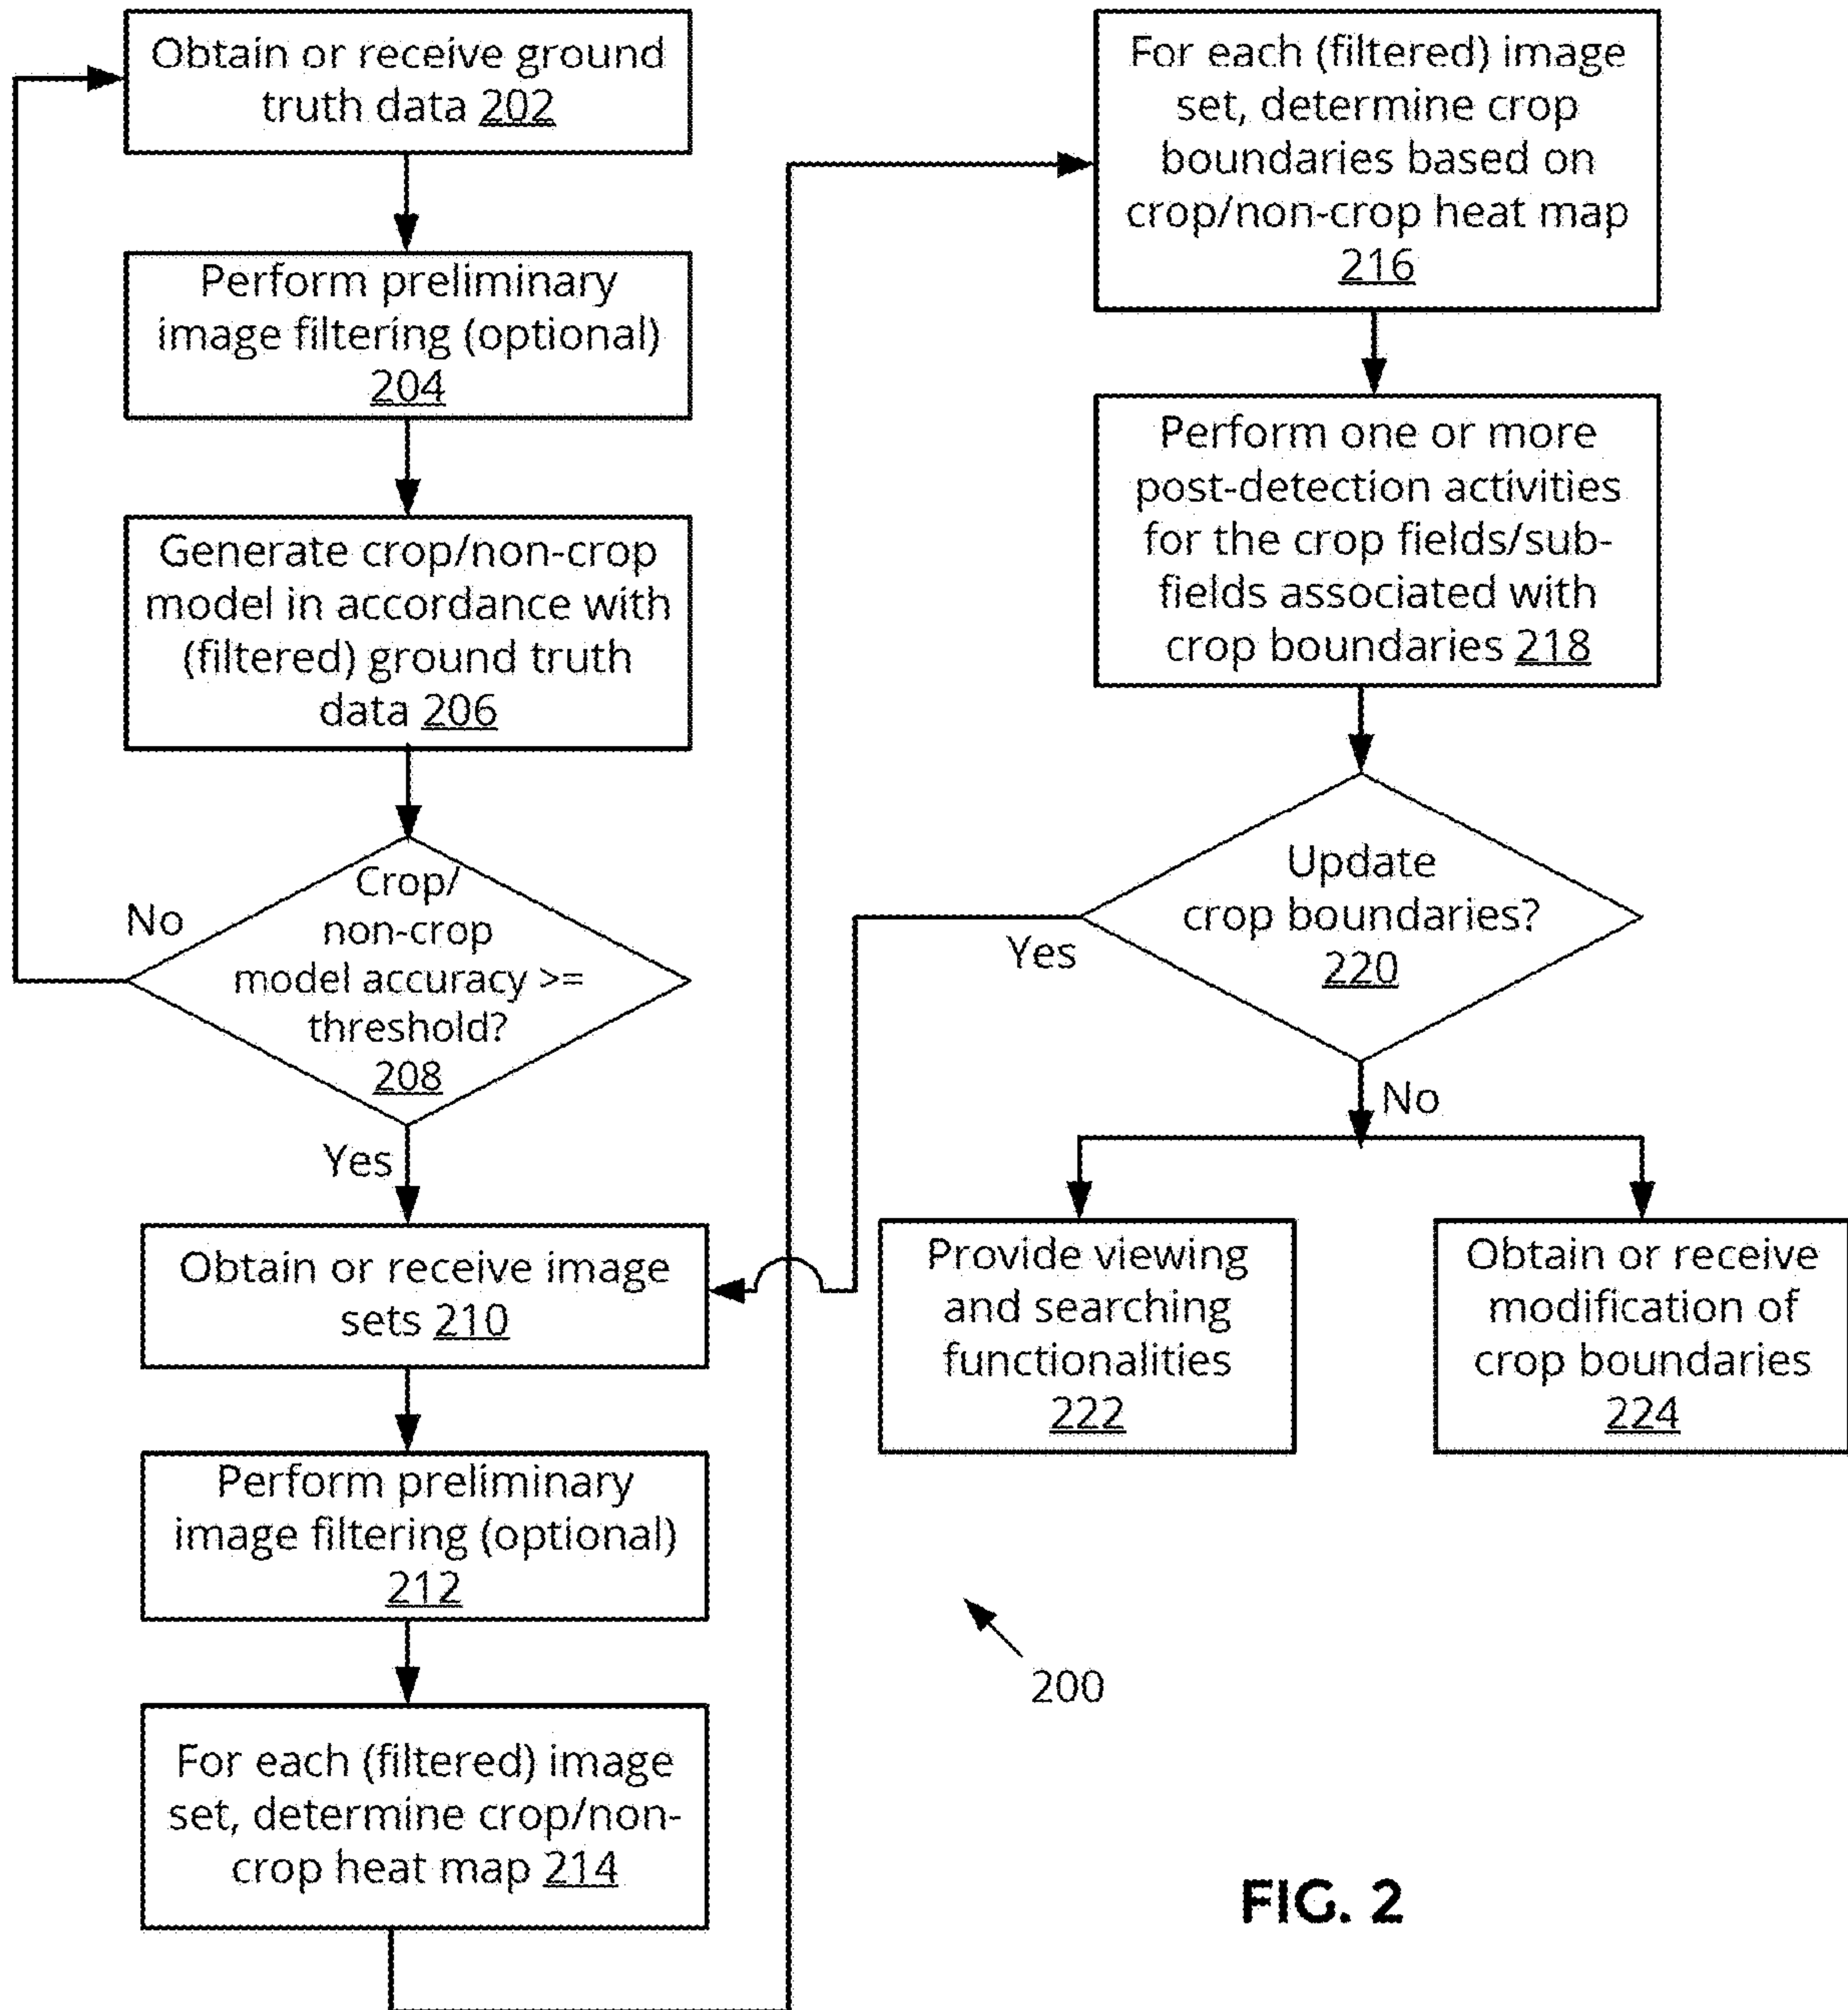 Obtain or receive ground
truth data 202
Perform preliminary
image filtering (optional)
204
Generate crop/non-crop
model in accordance with
(filtered) ground truth
data 206
Crop/
non-crop
model accuracy >=
threshold?
208
No
Yes
Obtain or receive image
sets 210
Perform preliminary
image filtering (optional)
212
For each (filtered) image
set, determine crop/non-
crop heat map 214
For each (filtered) image
set, determine crop
boundaries based on
crop/non-crop heat map
216
Perform one or more
post-detection activities
for the crop fields/sub-
fields associated with
crop boundaries 218
Update
crop boundaries?
220
Yes
No
Provide viewing
and searching
functionalities
222
Obtain or receive
modification of
crop boundaries
224
200
FIG. 2